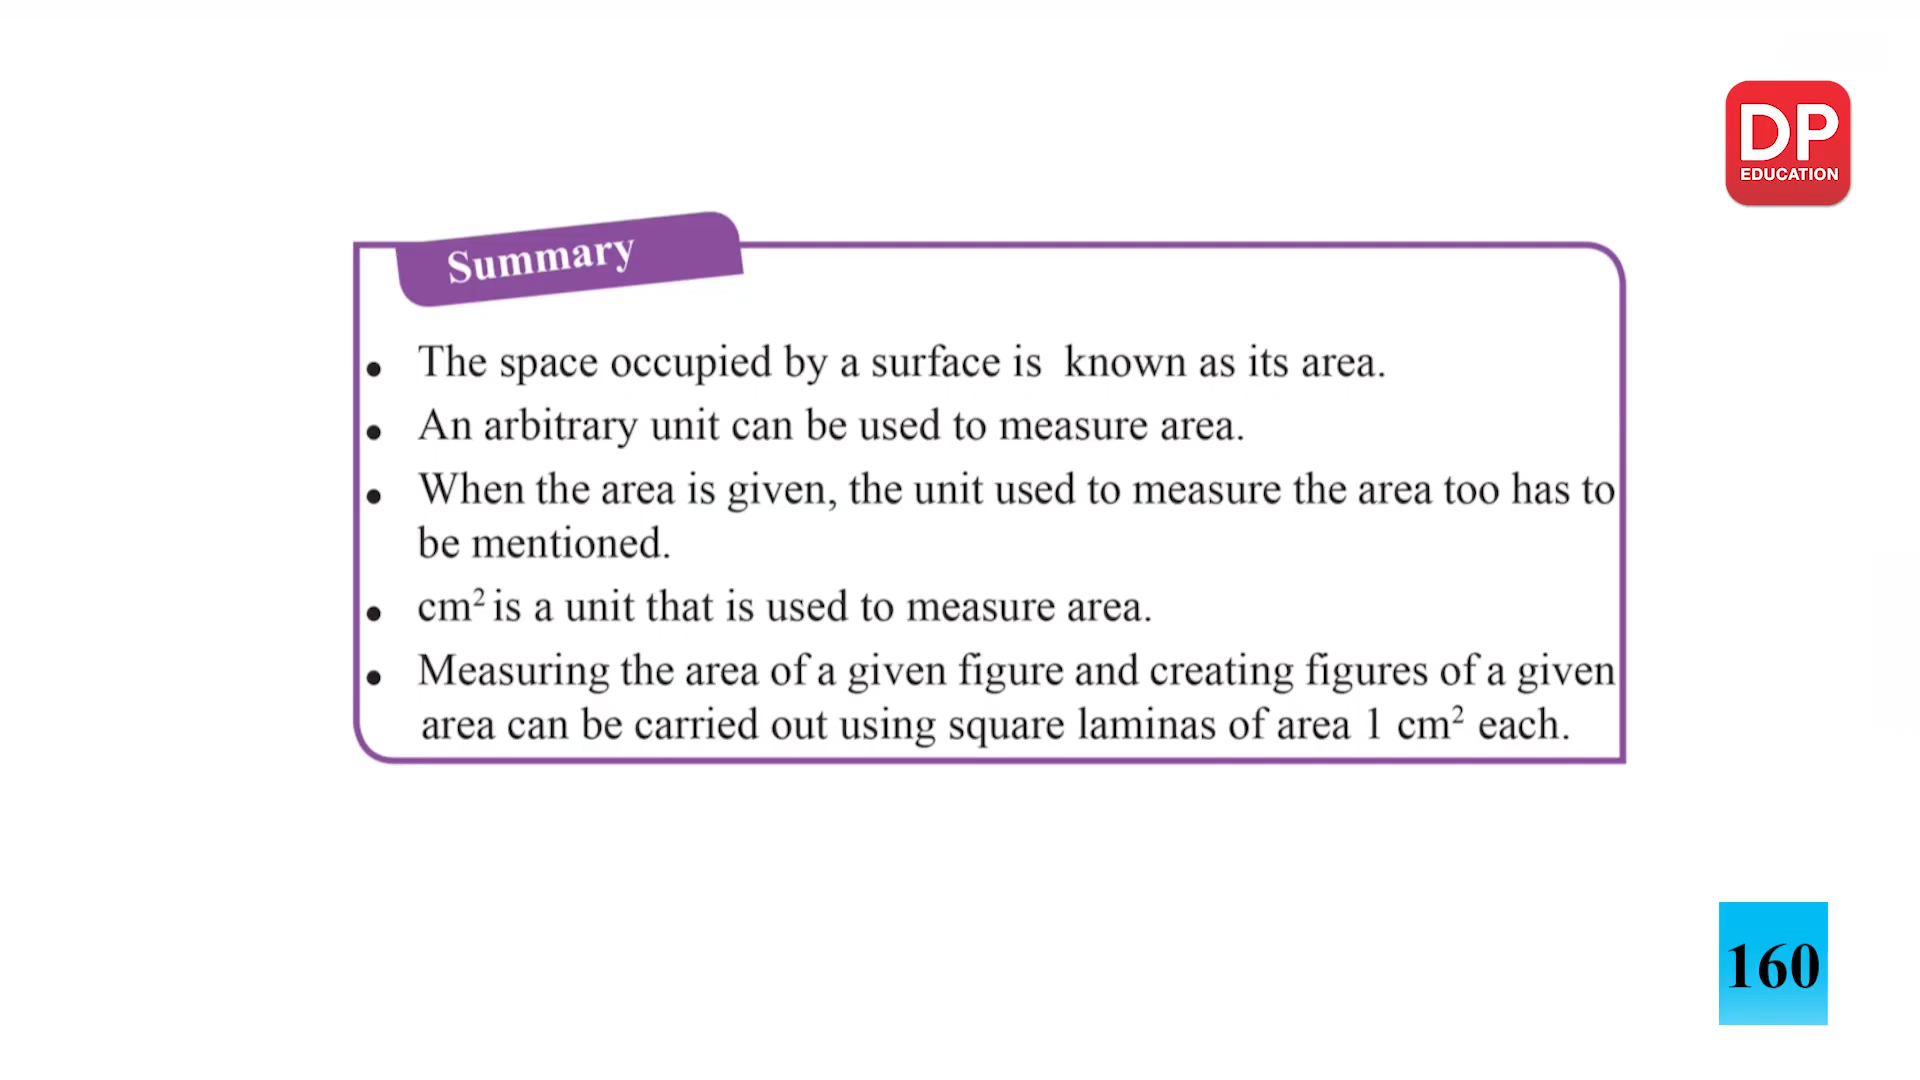 DP
EDUCATION
Summary
• The space occupied by a surface is known as its area.
• An arbitrary unit can be used to measure area.
• When the area is given, the unit used to measure the area too has to
be mentioned.
• cm² is a unit that is used to measure area.
• Measuring the area of a given figure and creating figures of a given
area can be carried out using square laminas of area 1 cm² each.
160